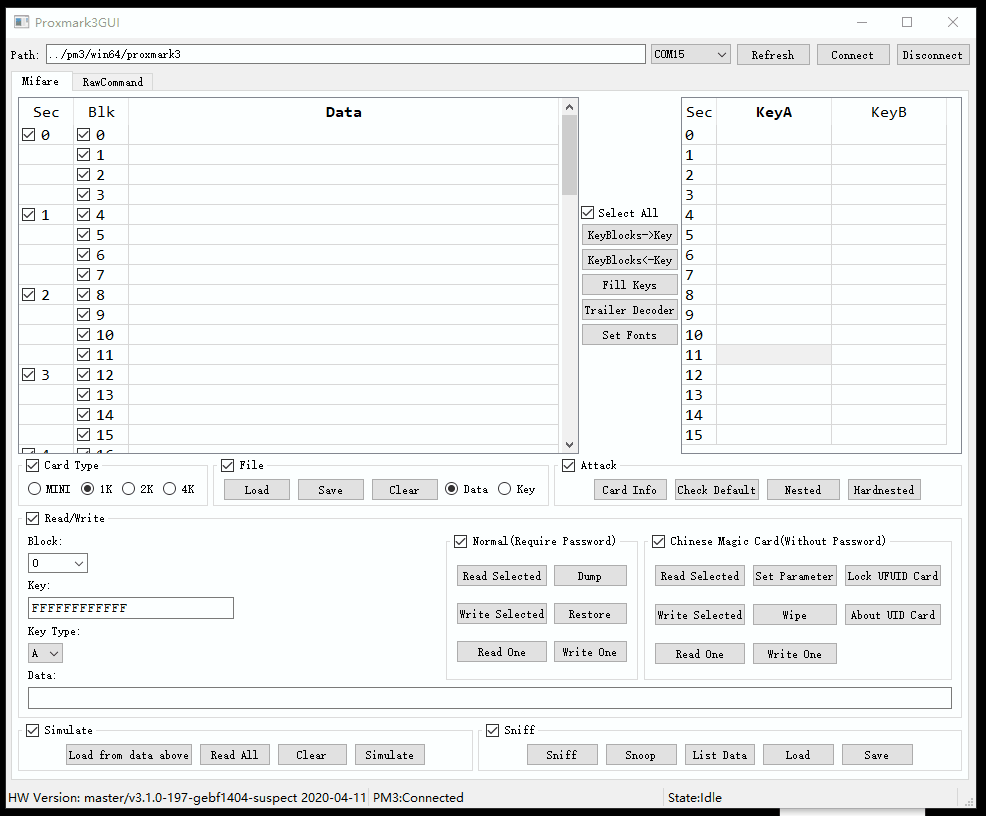 Proxmark3GUI
Path: ../pm3/win64/proxmark3 COM15 Refresh Connect Disconnect
Mifare RawCommand
Sec Blk Data
0 0
1
2
3
1 4
5
6
7
2 8
9
10
11
3 12
13
14
15
Select All
KeyBlocks->Key
KeyBlocks<-Key
Fill Keys
Trailer Decoder
Set Fonts
Sec KeyA KeyB
0
1
2
3
4
5
6
7
8
9
10
11
12
13
14
15
Card Type
MINI 1K 2K 4K
File
Load Save Clear Data Key
Attack
Card Info Check Default Nested Hardnested
Read/Write
Block:
0
Key:
FFFFFFFFFFFF
Key Type:
A
Data:
Normal(Require Password)
Read Selected Dump
Write Selected Restore
Read One Write One
Chinese Magic Card(Without Password)
Read Selected Set Parameter Lock UFUID Card
Write Selected Wipe About UID Card
Read One Write One
Simulate
Load from data above Read All Clear Simulate
Sniff
Sniff Snoop List Data Load Save
HW Version: master/v3.1.0-197-gebf1404-suspect 2020-04-11 PM3:Connected State:Idle